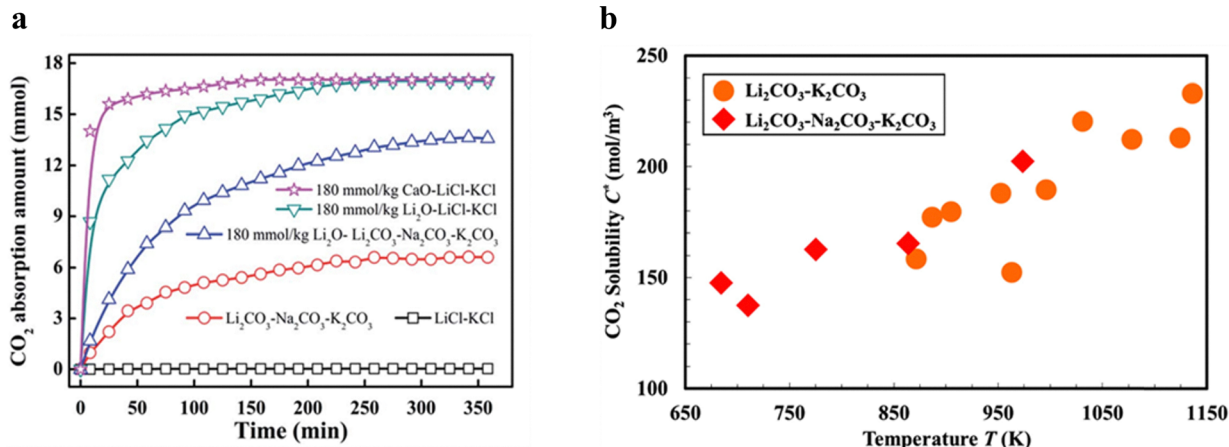 a
CO₂ absorption amount (mmol)
18
15
12
9
6
3
0
180 mmol/kg CaO-LiCl-KCl
180 mmol/kg Li₂O-LiCl-KCl
180 mmol/kg Li₂O- Li₂CO₃-Na₂CO₃-K₂CO₃
Li₂CO₃-Na₂CO₃-K₂CO₃
LiCl-KCl
0 50 100 150 200 250 300 350
Time (min)
b
CO₂ Solubility C* (mol/m³)
250
200
150
100
Li₂CO₃-K₂CO₃
Li₂CO₃-Na₂CO₃-K₂CO₃
650 750 850 950 1050 1150
Temperature T (K)